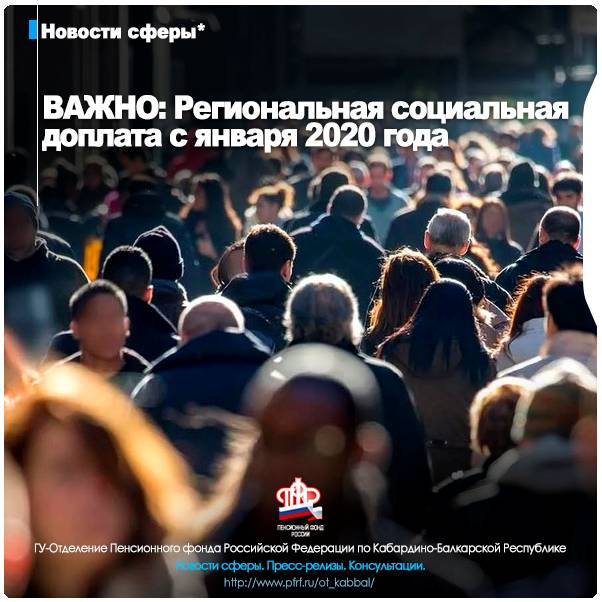 Новости сферы*
ВАЖНО: Региональная социальная
доплата с января 2020 года
ПЕНСИОННЫЙ ФОНД
РОССИИ
ГУ-Отделение Пенсионного фонда Российской Федерации по Кабардино-Балкарской Республике
Новости сферы. Пресс-релизы. Консультации.
http://www.pfrf.ru/ot_kabbal/